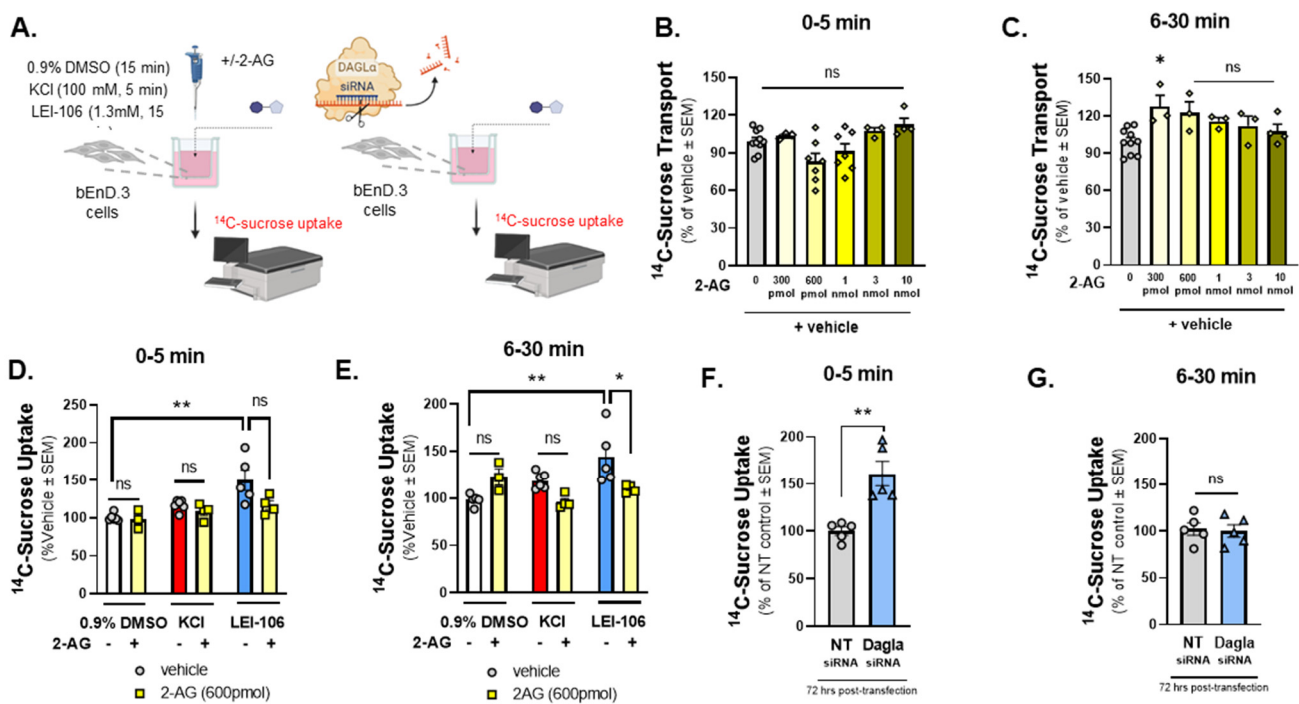 A.
0.9% DMSO (15 min)
KCl (100 mM, 5 min)
LEI-106 (1.3mM, 15
+/-2-AG
DAGLα
siRNA
bEnD.3
cells
14C-sucrose uptake
bEnD.3
cells
14C-sucrose uptake
B.
0-5 min
14C-Sucrose Transport
(% of vehicle ± SEM)
150
120
90
60
30
0
ns
2-AG
0
300
pmol
600
pmol
1
nmol
3
nmol
10
nmol
+ vehicle
C.
6-30 min
14C-Sucrose Transport
(% of vehicle ± SEM)
150
120
90
60
30
0
*
ns
2-AG
0
300
pmol
600
pmol
1
nmol
3
nmol
10
nmol
+ vehicle
D.
0-5 min
14C-Sucrose Uptake
(%Vehicle ± SEM)
250
200
150
100
50
0
ns
**
ns
ns
0.9% DMSO KCl LEI-106
2-AG - + - + - +
vehicle
2-AG (600pmol)
E.
6-30 min
14C-Sucrose Uptake
(%Vehicle ± SEM)
200
150
100
50
0
ns
**
ns
*
0.9% DMSO KCl LEI-106
2-AG - + - + - +
vehicle
2AG (600pmol)
F.
0-5 min
14C-Sucrose Uptake
(% of NT control ± SEM)
200
150
100
50
0
**
NT
siRNA
Dagla
siRNA
72 hrs post-transfection
G.
6-30 min
14C-Sucrose Uptake
(% of NT control ± SEM)
200
150
100
50
0
ns
NT
siRNA
Dagla
siRNA
72 hrs post-transfection